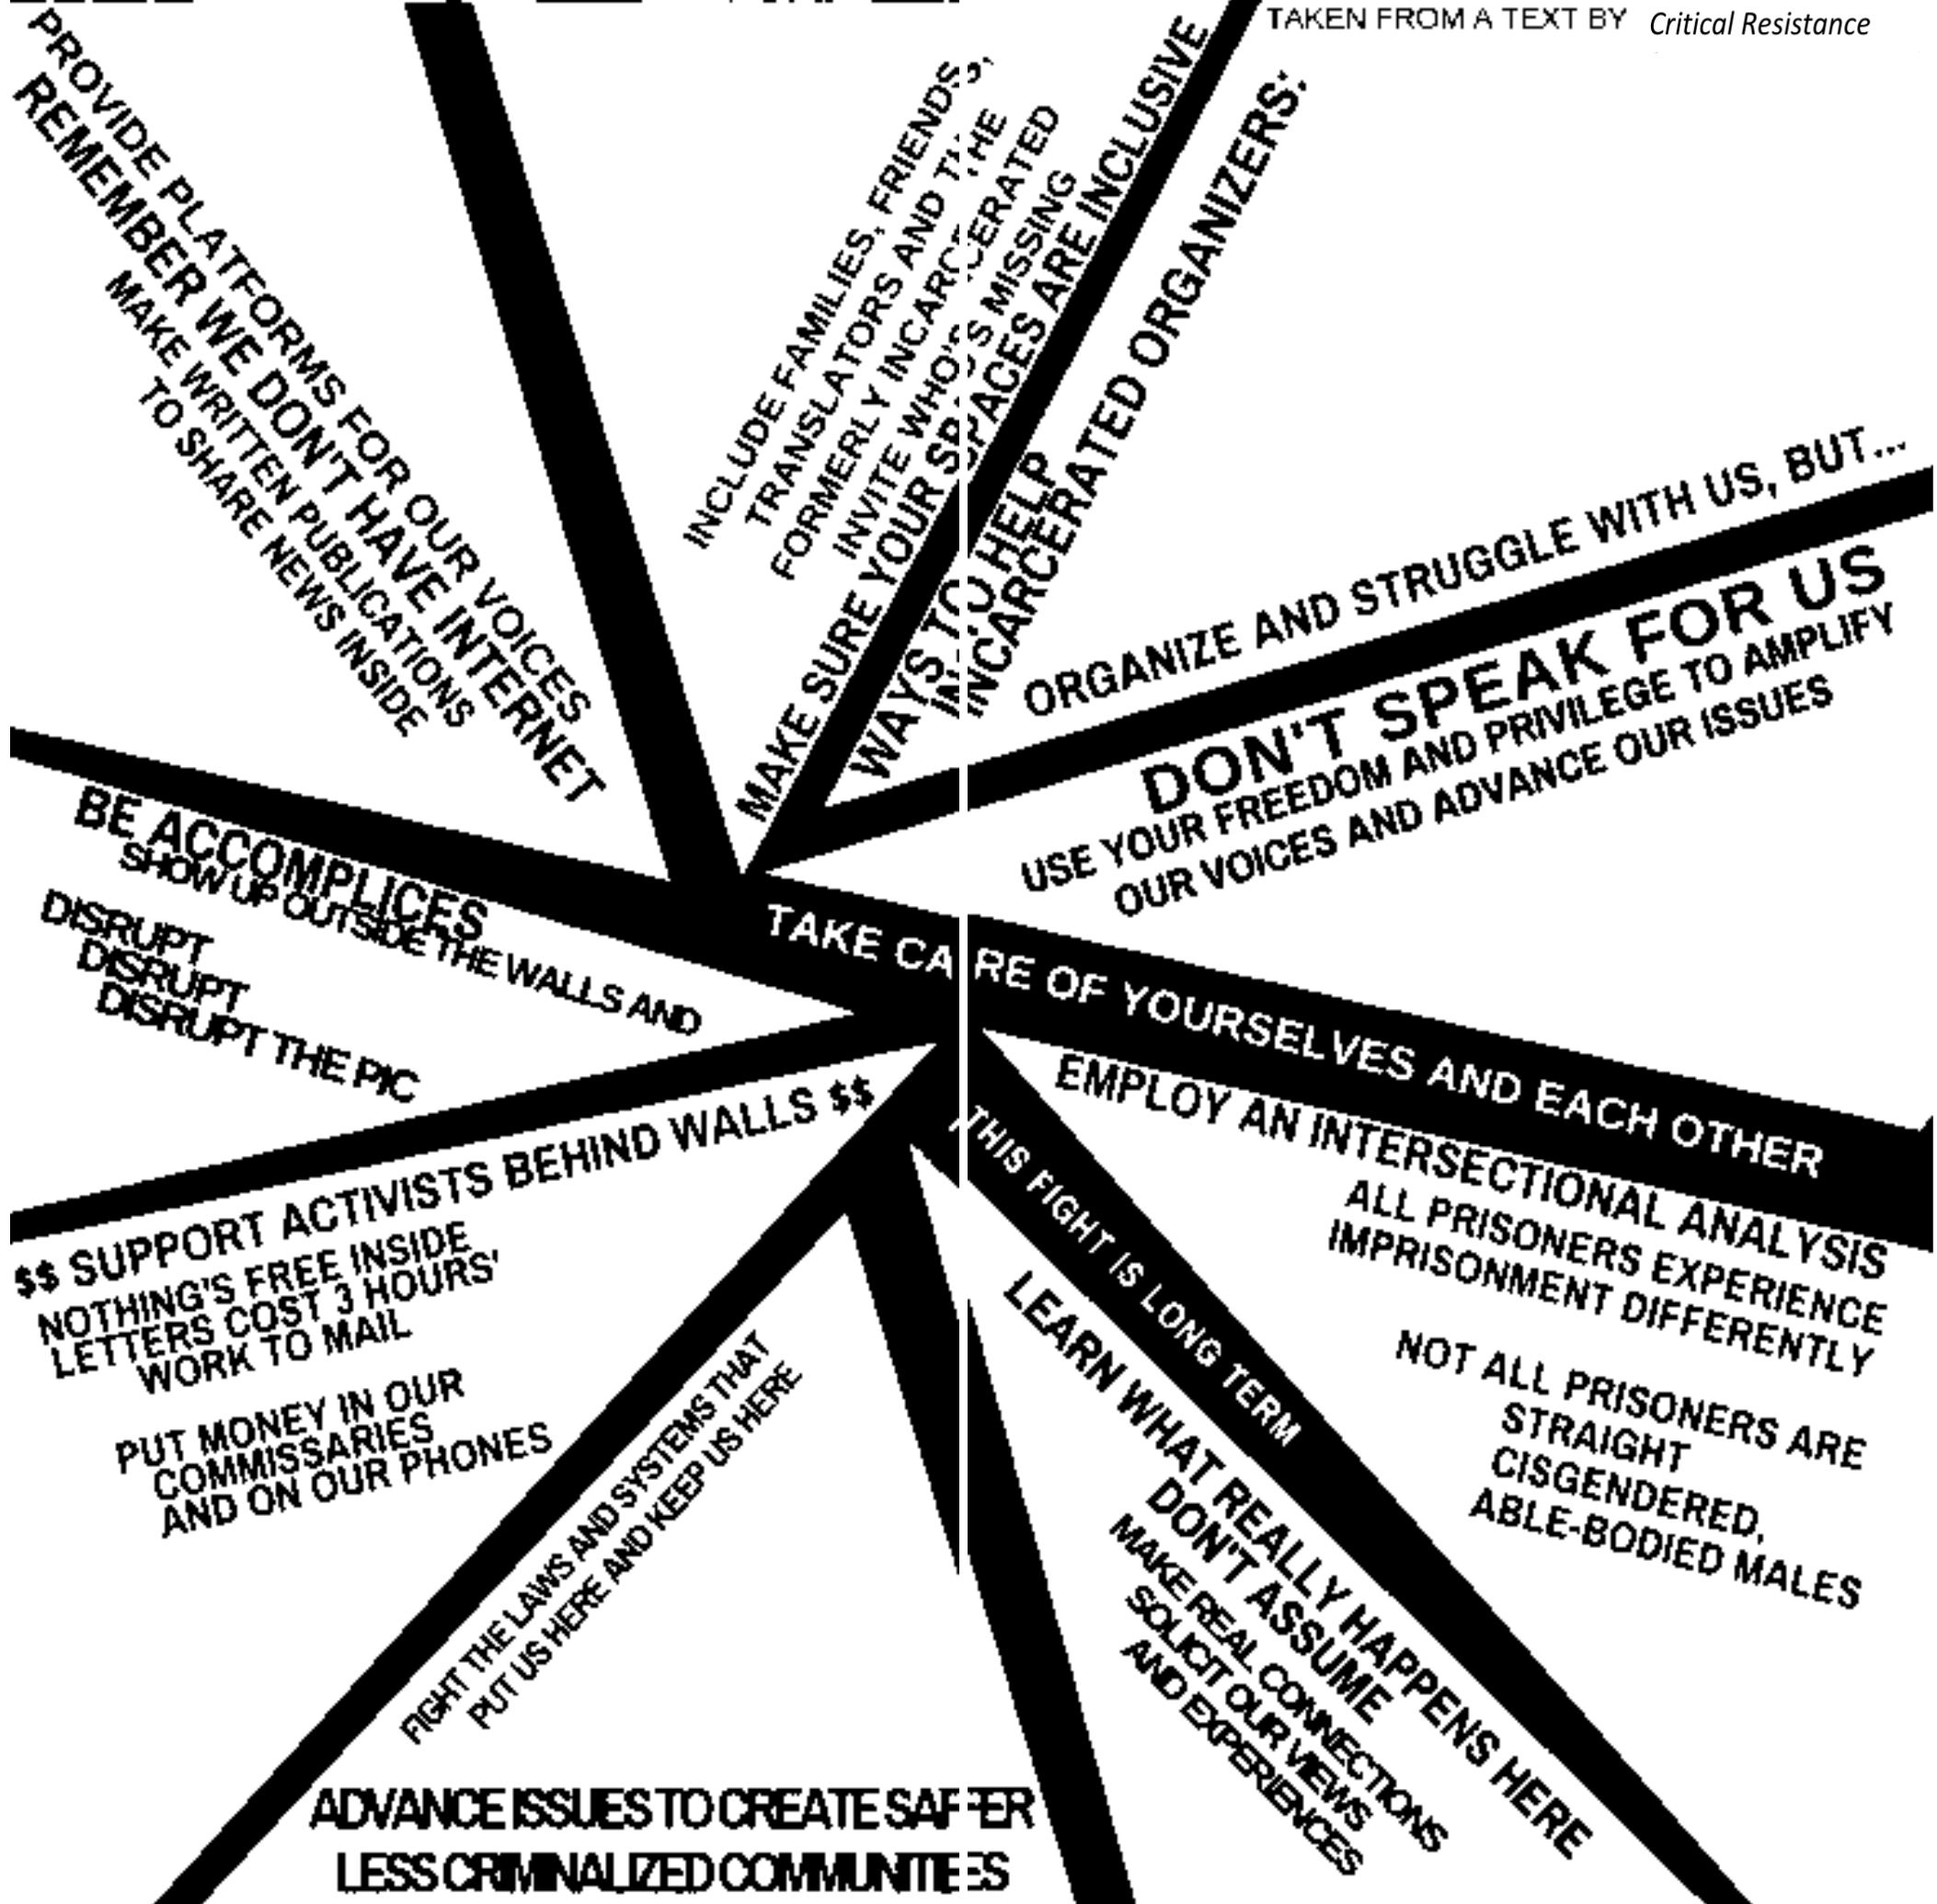 TAKEN FROM A TEXT BY Critical Resistance
WAYS TO HELP
INCARCERATED ORGANIZERS:
ORGANIZE AND STRUGGLE WITH US, BUT...
DON'T SPEAK FOR US
USE YOUR FREEDOM AND PRIVILEGE TO AMPLIFY
OUR VOICES AND ADVANCE OUR ISSUES
TAKE CARE OF YOURSELVES AND EACH OTHER
EMPLOY AN INTERSECTIONAL ANALYSIS
ALL PRISONERS EXPERIENCE
IMPRISONMENT DIFFERENTLY
NOT ALL PRISONERS ARE
STRAIGHT
CISGENDERED,
ABLE-BODIED MALES
THIS FIGHT IS LONG TERM
LEARN WHAT REALLY HAPPENS HERE
DON'T ASSUME
MAKE REAL CONNECTIONS
SOLICIT OUR VIEWS
AND EXPERIENCES
FIGHT THE LAWS AND SYSTEMS THAT
PUT US HERE AND KEEP US HERE
ADVANCE ISSUES TO CREATE SAFER
LESS CRIMINALIZED COMMUNITIES
$$ SUPPORT ACTIVISTS BEHIND WALLS $$
NOTHING'S FREE INSIDE
LETTERS COST 3 HOURS'
WORK TO MAIL
PUT MONEY IN OUR
COMMISSARIES
AND ON OUR PHONES
BE ACCOMPLICES
SHOW UP OUTSIDE THE WALLS AND
DISRUPT
DISRUPT
DISRUPT THE PIC
PROVIDE PLATFORMS FOR OUR VOICES
REMEMBER WE DON'T HAVE INTERNET
MAKE WRITTEN PUBLICATIONS
TO SHARE NEWS INSIDE
INCLUDE FAMILIES, FRIENDS,
TRANSLATORS AND THE
FORMERLY INCARCERATED
INVITE WHO'S MISSING
MAKE SURE YOUR SPACES ARE INCLUSIVE